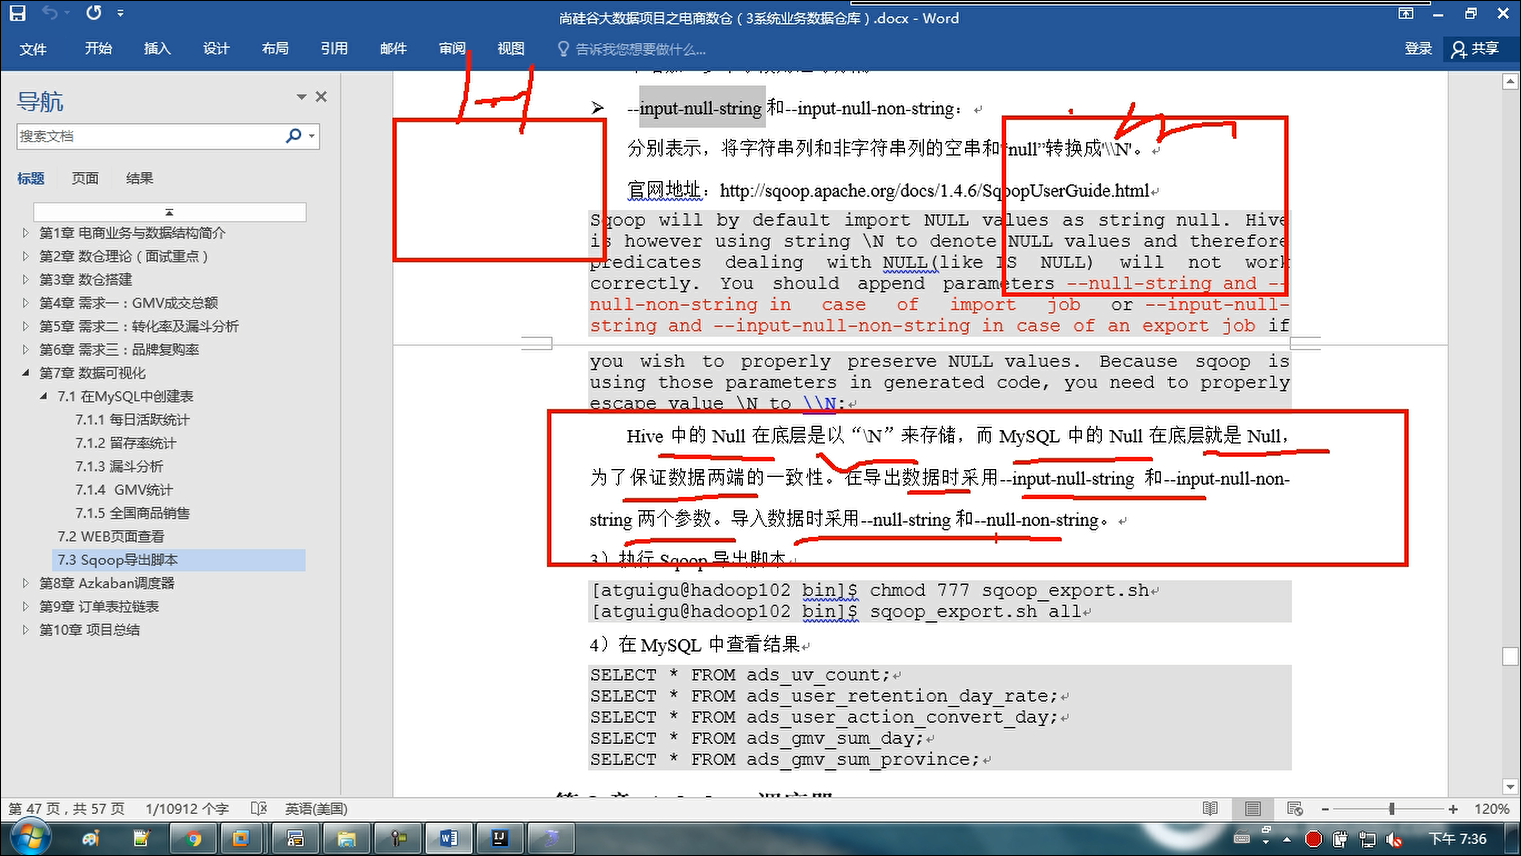 尚硅谷大数据项目之电商数仓（3系统业务数据仓库）.docx - Word
文件 开始 插入 设计 布局 引用 邮件 审阅 视图 告诉我您想要做什么... 登录 共享
导航
搜索文档
标题 页面 结果
第1章 电商业务与数据结构简介
第2章 数仓理论（面试重点）
第3章 数仓搭建
第4章 需求一：GMV成交总额
第5章 需求二：转化率及漏斗分析
第6章 需求三：品牌复购率
第7章 数据可视化
7.1 在MySQL中创建表
7.1.1 每日活跃统计
7.1.2 留存率统计
7.1.3 漏斗分析
7.1.4 GMV统计
7.1.5 全国商品销售
7.2 WEB页面查看
7.3 Sqoop导出脚本
第8章 Azkaban调度器
第9章 订单表拉链表
第10章 项目总结
--input-null-string 和--input-null-non-string：
分别表示，将字符串列和非字符串列的空串和“null”转换成'\\N'。
官网地址：http://sqoop.apache.org/docs/1.4.6/SqoopUserGuide.html
Sqoop will by default import NULL values as string null. Hive
is however using string \N to denote NULL values and therefore
predicates dealing with NULL(like IS NULL) will not work
correctly. You should append parameters --null-string and --
null-non-string in case of import job or --input-null-
string and --input-null-non-string in case of an export job if
you wish to properly preserve NULL values. Because sqoop is
using those parameters in generated code, you need to properly
escape value \N to \\N:
Hive 中的 Null 在底层是以“\N”来存储，而 MySQL 中的 Null 在底层就是 Null，
为了保证数据两端的一致性。在导出数据时采用--input-null-string 和--input-null-non-
string 两个参数。导入数据时采用--null-string 和--null-non-string。
3）执行 Sqoop 导出脚本
[atguigu@hadoop102 bin]$ chmod 777 sqoop_export.sh
[atguigu@hadoop102 bin]$ sqoop_export.sh all
4）在 MySQL 中查看结果
SELECT * FROM ads_uv_count;
SELECT * FROM ads_user_retention_day_rate;
SELECT * FROM ads_user_action_convert_day;
SELECT * FROM ads_gmv_sum_day;
SELECT * FROM ads_gmv_sum_province;
第 47 页，共 57 页 1/10912 个字 英语(美国) 120%
下午 7:36